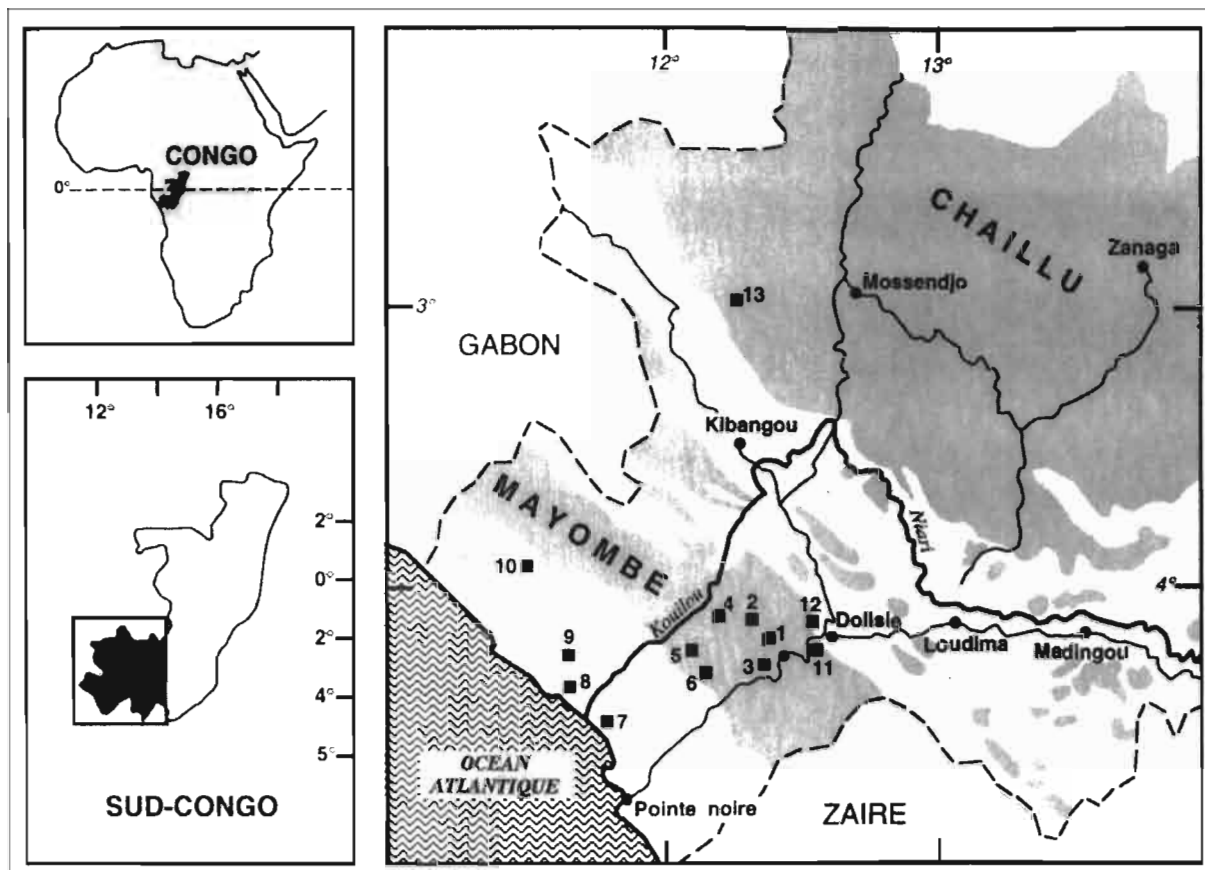 CONGO
0°
12°
16°
2°
0°
2°
4°
5°
SUD-CONGO
12°
13°
CHAILLU
Zanaga
Mossendjo
13
3°
3°
GABON
Kibangou
MAYOMBE
Niari
10
4°
Kouilou
4
2
12
Dolisie
1
Loudima
Madingou
9
5
3
11
6
8
7
OCEAN
ATLANTIQUE
Pointe noire
ZAIRE